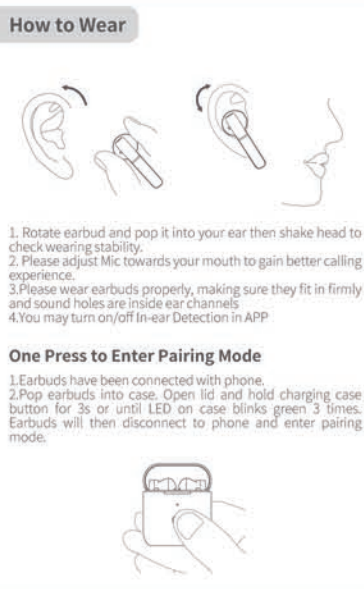 How to Wear
1. Rotate earbud and pop it into your ear then shake head to
check wearing stability.
2. Please adjust Mic towards your mouth to gain better calling
experience.
3.Please wear earbuds properly, making sure they fit in firmly
and sound holes are inside ear channels
4.You may turn on/off In-ear Detection in APP
One Press to Enter Pairing Mode
1.Earbuds have been connected with phone.
2.Pop earbuds into case. Open lid and hold charging case
button for 3s or until LED on case blinks green 3 times.
Earbuds will then disconnect to phone and enter pairing
mode.